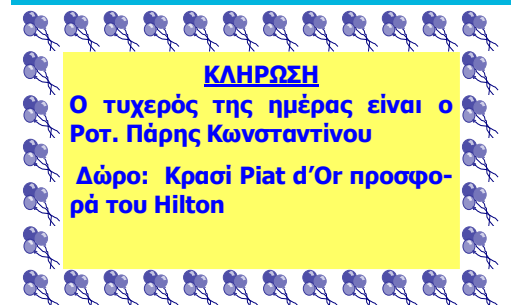 ΚΛΗΡΩΣΗ
Ο τυχερός της ημέρας είναι ο
Ροτ. Πάρης Κωνσταντίνου
Δώρο: Κρασί Piat d’Or προσφο-
ρά του Hilton